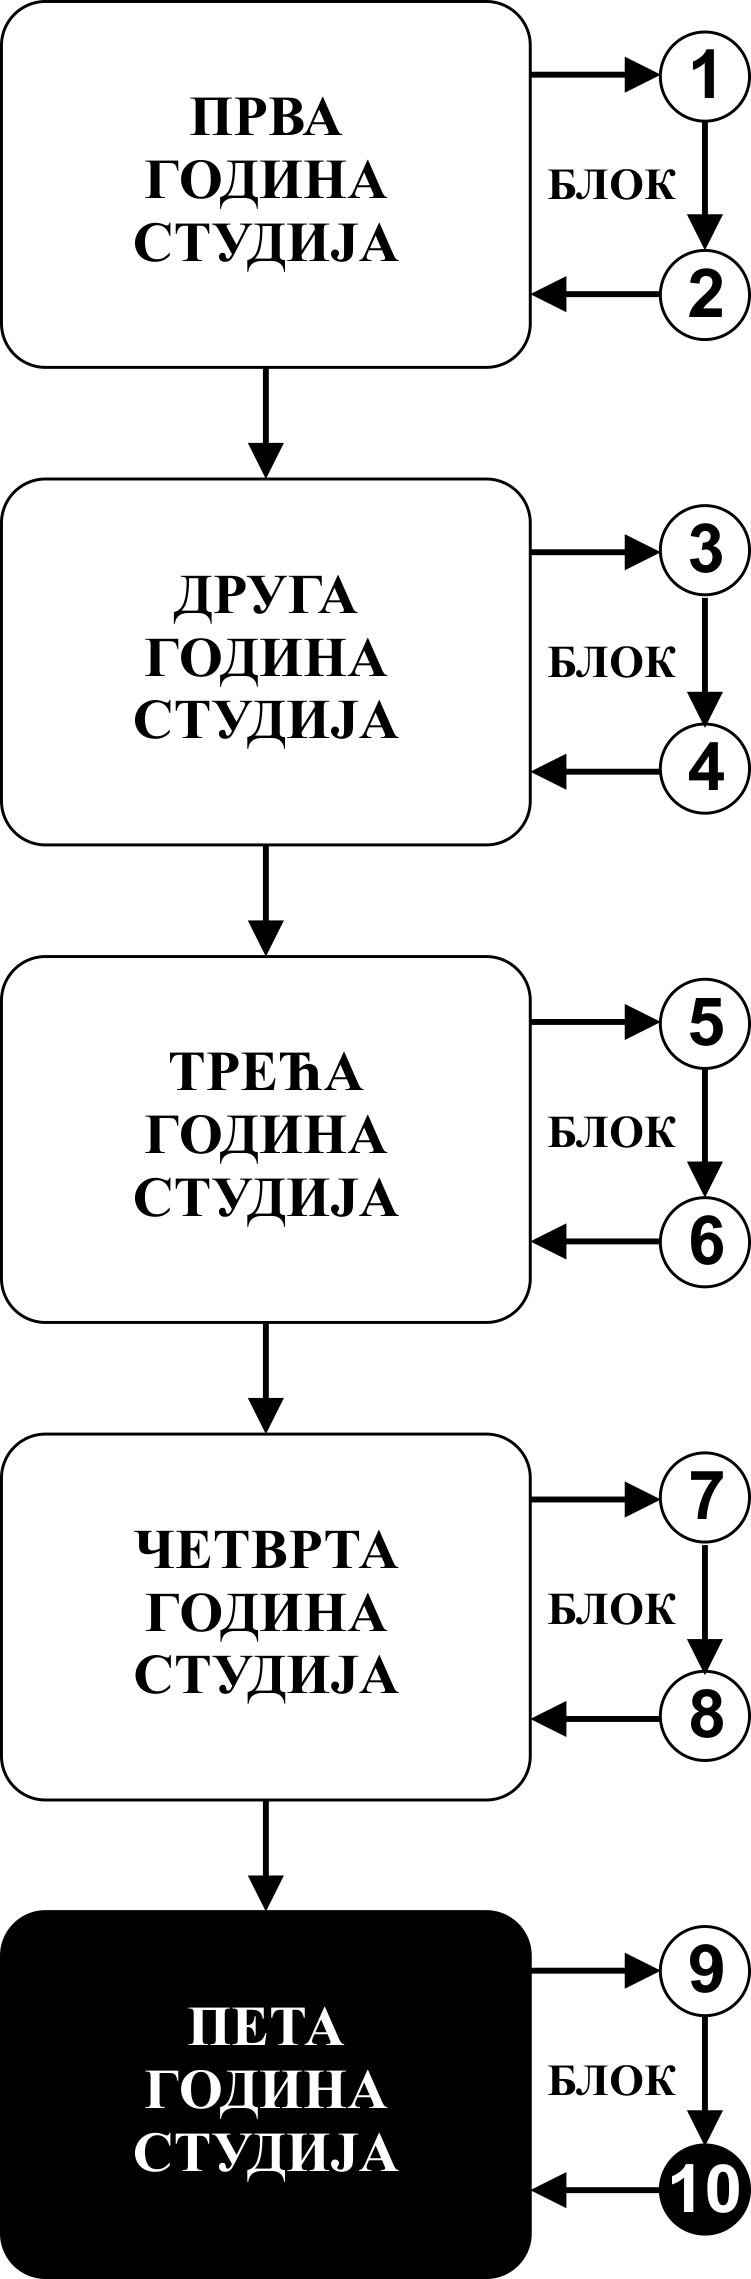 ПРВА
ГОДИНА
СТУДИЈА
1
БЛОК
2
ДРУГА
ГОДИНА
СТУДИЈА
3
БЛОК
4
ТРЕЋА
ГОДИНА
СТУДИЈА
5
БЛОК
6
ЧЕТВРТА
ГОДИНА
СТУДИЈА
7
БЛОК
8
ПЕТА
ГОДИНА
СТУДИЈА
9
БЛОК
10